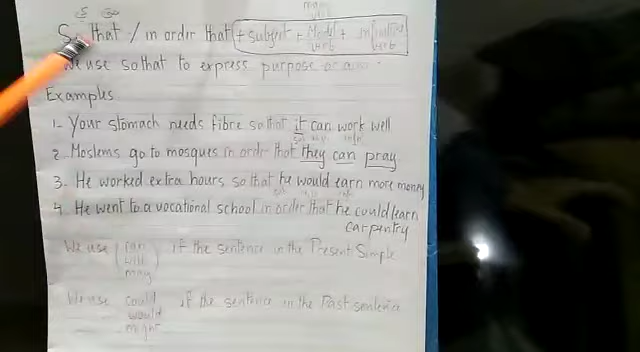 So that / in order that + subject + Modal verb + infinitive verb
We use so that to express purpose or aim.
Examples
1- Your stomach needs fibre so that it can work well
2- Moslems go to mosques in order that they can pray
3- He worked extra hours so that he would earn more money
4- He went to a vocational school in order that he could learn
carpentry
We use can will may if the sentence in the Present Simple
We use could would might if the sentence in the Past sentence